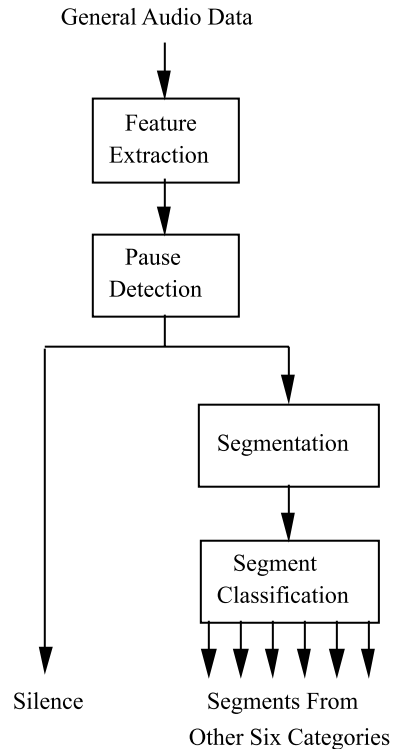 General Audio Data
Feature
Extraction
Pause
Detection
Segmentation
Segment
Classification
Silence
Segments From
Other Six Categories